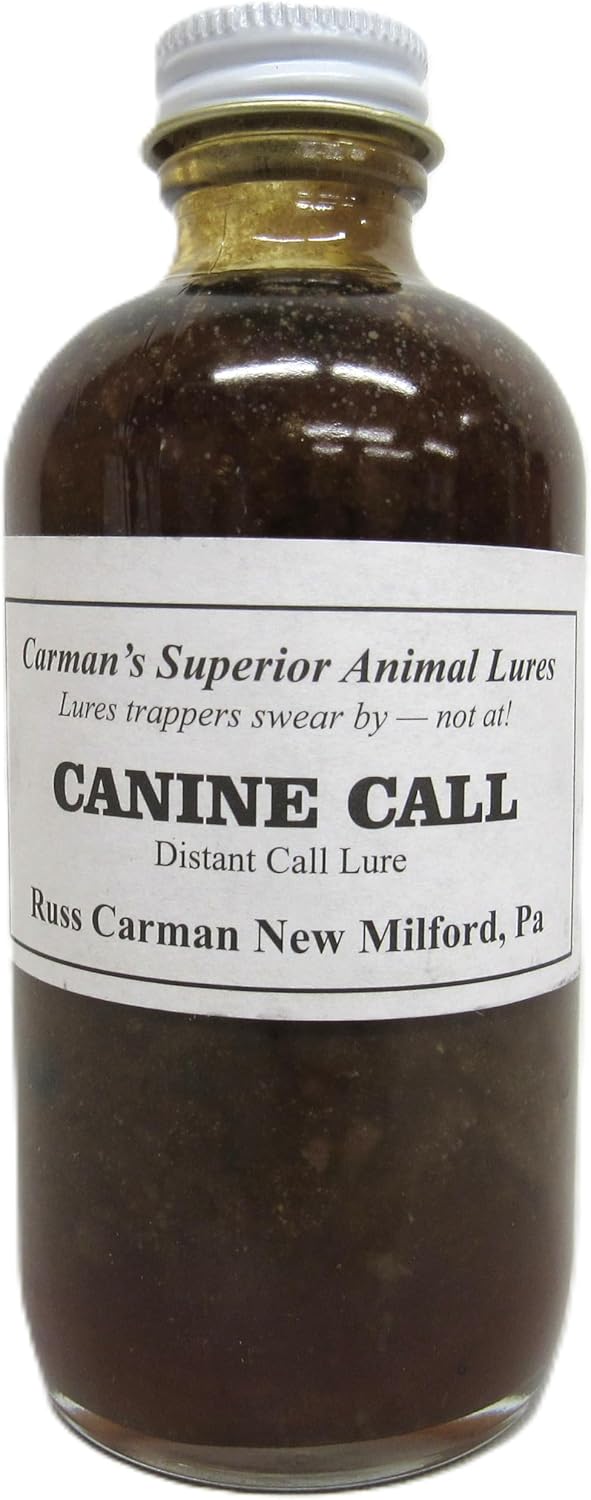 Carman's Superior Animal Lures
Lures trappers swear by — not at!
CANINE CALL
Distant Call Lure
Russ Carman New Milford, Pa